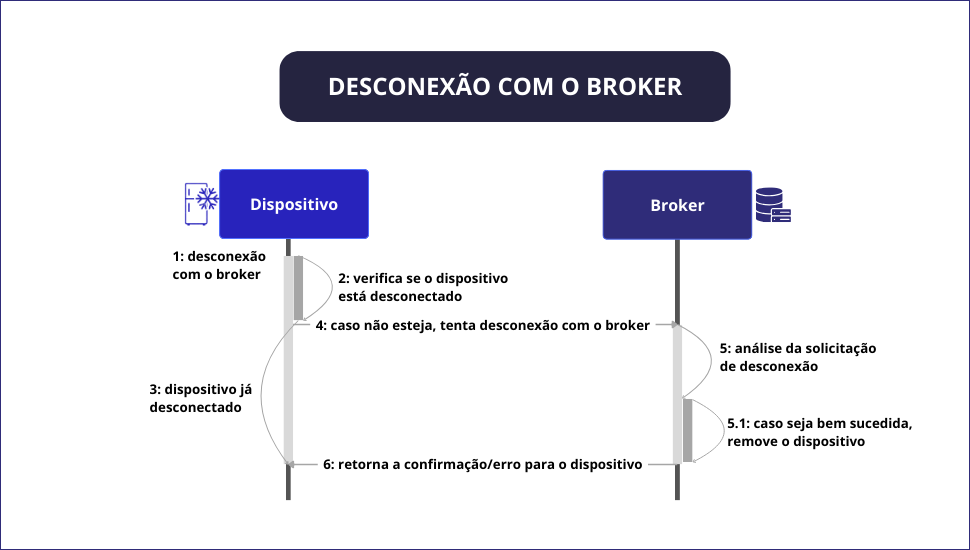 DESCONEXÃO COM O BROKER
Dispositivo
Broker
1: desconexão
com o broker
2: verifica se o dispositivo
está desconectado
4: caso não esteja, tenta desconexão com o broker
5: análise da solicitação
de desconexão
3: dispositivo já
desconectado
5.1: caso seja bem sucedida,
remove o dispositivo
6: retorna a confirmação/erro para o dispositivo